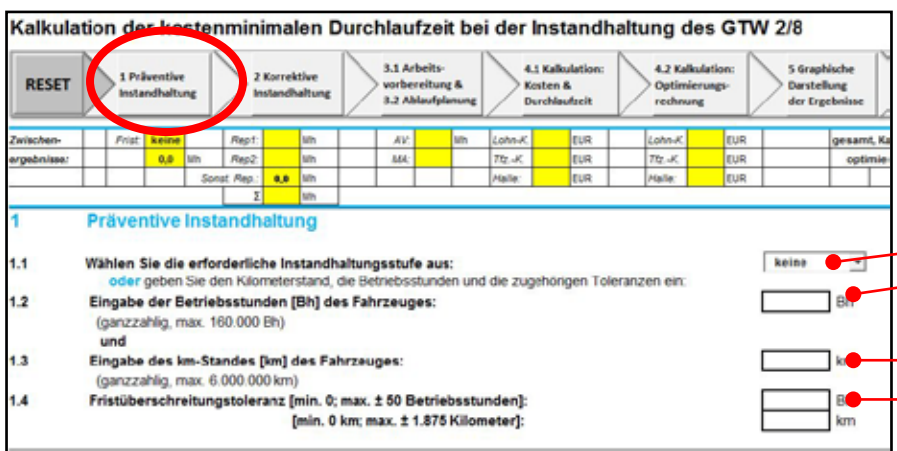 Kalkulation der kostenminimalen Durchlaufzeit bei der Instandhaltung des GTW 2/8
RESET
1 Präventive
Instandhaltung
2 Korrektive
Instandhaltung
3.1 Arbeits-
vorbereitung &
3.2 Ablaufplanung
4.1 Kalkulation:
Kosten &
Durchlaufzeit
4.2 Kalkulation:
Optimierungs-
rechnung
5 Graphische
Darstellung
der Ergebnisse
Zwischen- Frist: keine Rep1: Mh AV: Mh Lohn-K. EUR Lohn-K. EUR gesamt, Ka
ergebnisse: 0,0 Mh Rep2: Mh MA: Tfz.-K. EUR Tfz.-K. EUR optimie
Sonst. Rep.: 0,0 Mh Halle: EUR Halle: EUR
Σ Mh
1 Präventive Instandhaltung
1.1 Wählen Sie die erforderliche Instandhaltungsstufe aus: keine
oder geben Sie den Kilometerstand, die Betriebsstunden und die zugehörigen Toleranzen ein:
1.2 Eingabe der Betriebsstunden [Bh] des Fahrzeuges: Bh
(ganzzahlig, max. 160.000 Bh)
und
1.3 Eingabe des km-Standes [km] des Fahrzeuges: km
(ganzzahlig, max. 6.000.000 km)
1.4 Fristüberschreitungstoleranz [min. 0; max. ± 50 Betriebsstunden]:
[min. 0 km; max. ± 1.875 Kilometer]: km